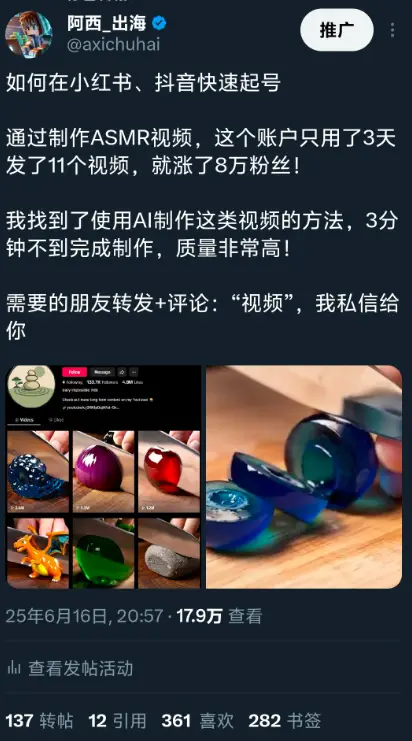 阿西_出海
@axichuhai
推广
如何在小红书、抖音快速起号
通过制作ASMR视频，这个账户只用了3天
发了11个视频，就涨了8万粉丝！
我找到了使用AI制作这类视频的方法，3分
钟不到完成制作，质量非常高！
需要的朋友转发+评论：“视频”，我私信给
你
Follow
Message
Videos
25年6月16日, 20:57 · 17.9万 查看
查看发帖活动
137 转帖 12 引用 361 喜欢 282 书签